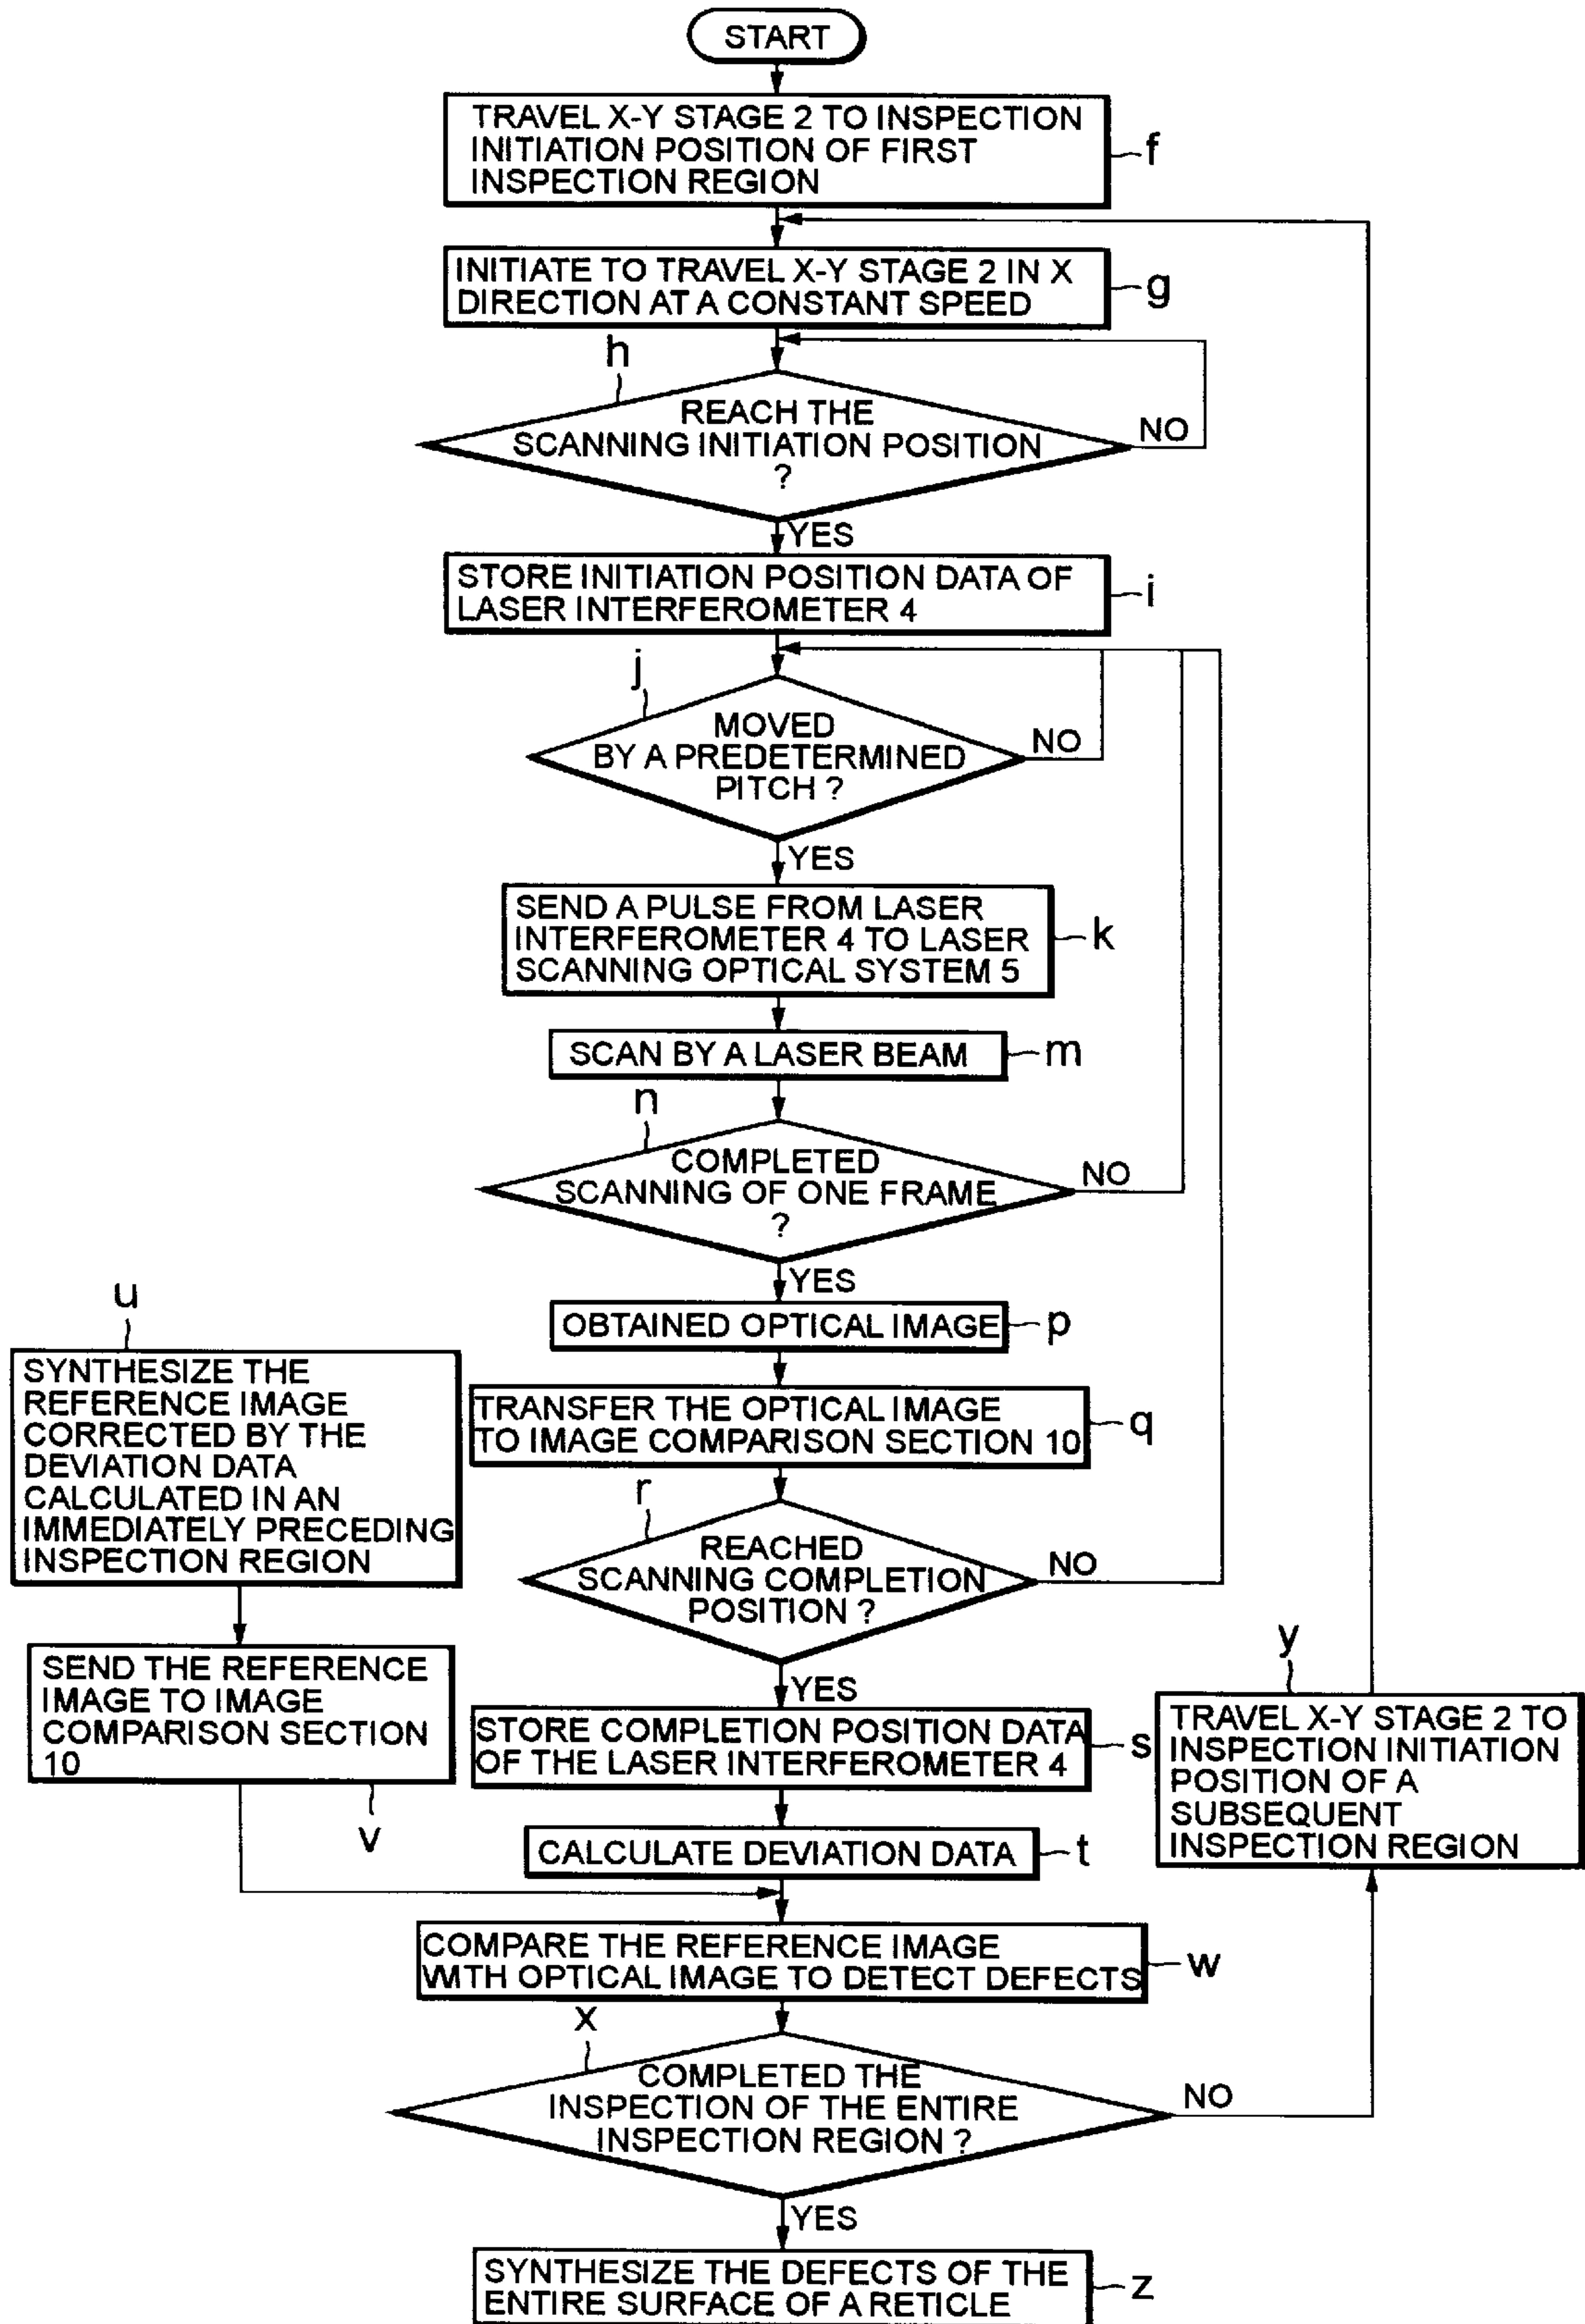 START
TRAVEL X-Y STAGE 2 TO INSPECTION
INITIATION POSITION OF FIRST
INSPECTION REGION
f
INITIATE TO TRAVEL X-Y STAGE 2 IN X
DIRECTION AT A CONSTANT SPEED
g
h
REACH THE
SCANNING INITIATION POSITION
?
NO
YES
STORE INITIATION POSITION DATA OF
LASER INTERFEROMETER 4
i
j
MOVED
BY A PREDETERMINED
PITCH ?
NO
YES
SEND A PULSE FROM LASER
INTERFEROMETER 4 TO LASER
SCANNING OPTICAL SYSTEM 5
k
SCAN BY A LASER BEAM
m
n
COMPLETED
SCANNING OF ONE FRAME
?
NO
YES
OBTAINED OPTICAL IMAGE
p
u
SYNTHESIZE THE
REFERENCE IMAGE
CORRECTED BY THE
DEVIATION DATA
CALCULATED IN AN
IMMEDIATELY PRECEDING
INSPECTION REGION
TRANSFER THE OPTICAL IMAGE
TO IMAGE COMPARISON SECTION 10
q
r
REACHED
SCANNING COMPLETION
POSITION ?
NO
YES
SEND THE REFERENCE
IMAGE TO IMAGE
COMPARISON SECTION
10
v
STORE COMPLETION POSITION DATA
OF THE LASER INTERFEROMETER 4
s
y
TRAVEL X-Y STAGE 2 TO
INSPECTION INITIATION
POSITION OF A
SUBSEQUENT
INSPECTION REGION
CALCULATE DEVIATION DATA
t
COMPARE THE REFERENCE IMAGE
WITH OPTICAL IMAGE TO DETECT DEFECTS
w
x
COMPLETED THE
INSPECTION OF THE ENTIRE
INSPECTION REGION ?
NO
YES
SYNTHESIZE THE DEFECTS OF THE
ENTIRE SURFACE OF A RETICLE
z